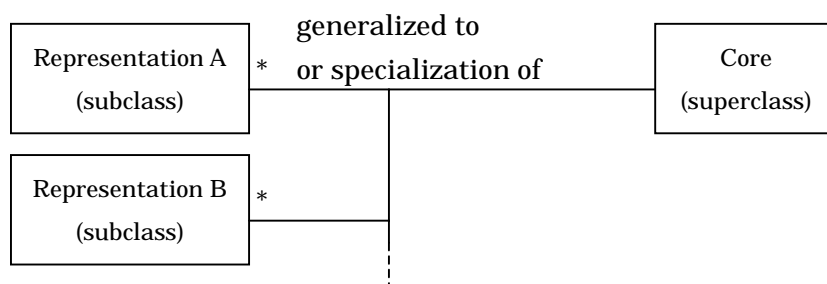 generalized to
or specialization of
Representation A
(subclass)
*
Core
(superclass)
Representation B
(subclass)
*